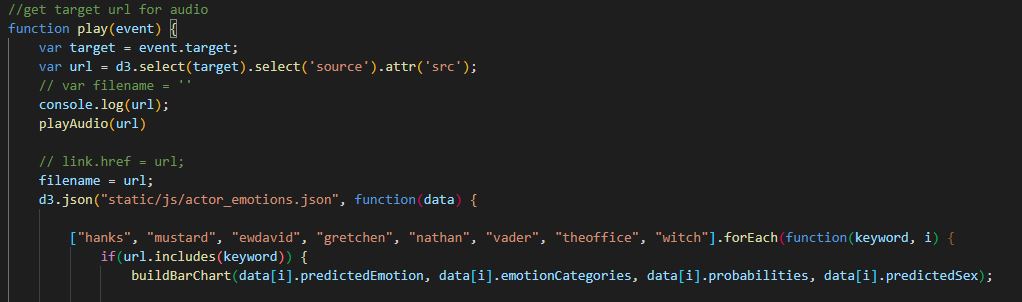 //get target url for audio
function play(event) {
var target = event.target;
var url = d3.select(target).select('source').attr('src');
// var filename = ''
console.log(url);
playAudio(url)
// link.href = url;
filename = url;
d3.json("static/js/actor_emotions.json", function(data) {
["hanks", "mustard", "ewdavid", "gretchen", "nathan", "vader", "theoffice", "witch"].forEach(function(keyword, i) {
if(url.includes(keyword)) {
buildBarChart(data[i].predictedEmotion, data[i].emotionCategories, data[i].probabilities, data[i].predictedSex);